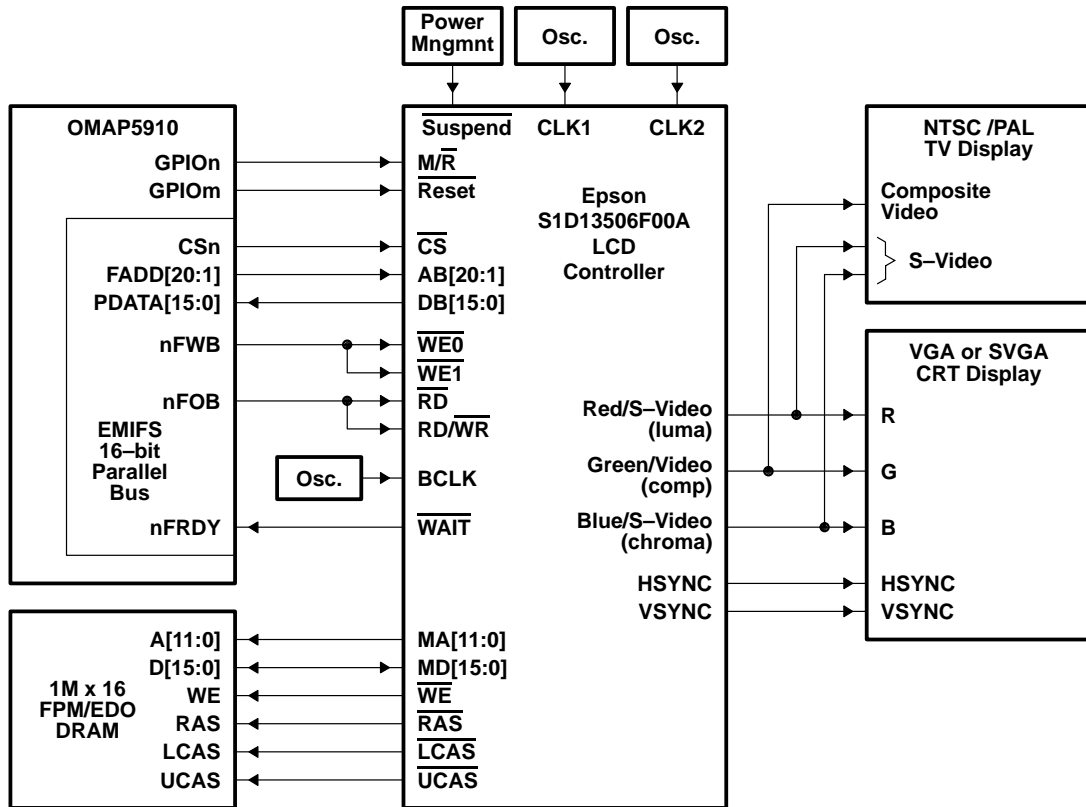 Power
Mngmnt
Osc.
Osc.
OMAP5910
GPIOn
GPIOm
CSn
FADD[20:1]
PDATA[15:0]
nFWB
nFOB
EMIFS
16–bit
Parallel
Bus
nFRDY
Osc.
Suspend
CLK1
CLK2
M/R
Reset
CS
AB[20:1]
DB[15:0]
WE0
WE1
RD
RD/WR
BCLK
WAIT
Epson
S1D13506F00A
LCD
Controller
Red/S–Video
(luma)
Green/Video
(comp)
Blue/S–Video
(chroma)
HSYNC
VSYNC
MA[11:0]
MD[15:0]
WE
RAS
LCAS
UCAS
NTSC /PAL
TV Display
Composite
Video
S–Video
VGA or SVGA
CRT Display
R
G
B
HSYNC
VSYNC
1M x 16
FPM/EDO
DRAM
A[11:0]
D[15:0]
WE
RAS
LCAS
UCAS